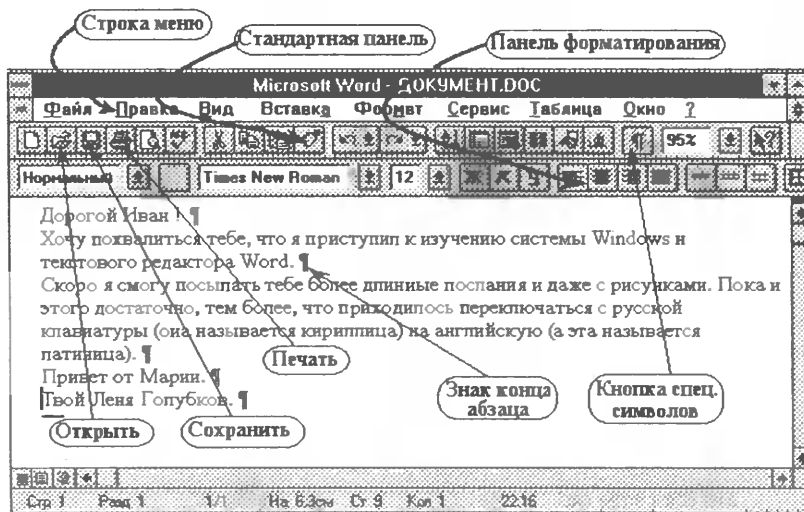 Строка меню
Стандартная панель
Панель форматирования
Microsoft Word - ДОКУМЕНТ.DOC
Файл Правка Вид Вставка Формат Сервис Таблица Окно ?
95%
Нормальный Times New Roman 12 Ж К Ч
Дорогой Иван ! ¶
Хочу похвалиться тебе, что я приступил к изучению системы Windows и
текстового редактора Word. ¶
Скоро я смогу посылать тебе более длинные послания и даже с рисунками. Пока и
этого достаточно, тем более, что приходилось переключаться с русской
клавиатуры (она называется кириллица) на английскую (а эта называется
латиница). ¶
Печать
Привет от Марии. ¶
Твой Леня Голубков. ¶
Знак конца
абзаца
Кнопка спец.
символов
Открыть
Сохранить
Стр 1 Разд 1 1/1 На 6,3см Ст 9 Кол 1 22:16